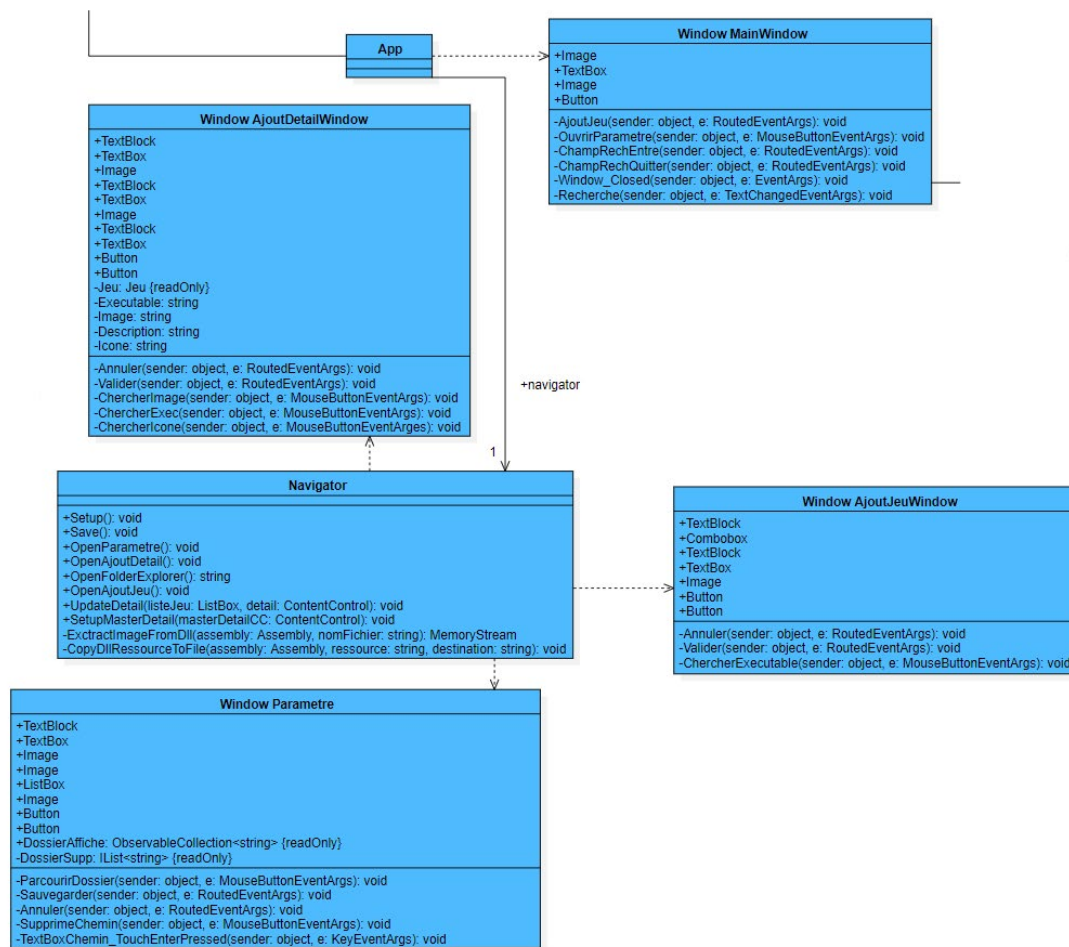 App
Window MainWindow
+Image
+TextBox
+Image
+Button
-AjoutJeu(sender: object, e: RoutedEventArgs): void
-OuvrirParametre(sender: object, e: MouseButtonEventArgs): void
-ChampRechEntre(sender: object, e: RoutedEventArgs): void
-ChampRechQuitter(sender: object, e: RoutedEventArgs): void
-Window_Closed(sender: object, e: EventArgs): void
-Recherche(sender: object, e: TextChangedEventArgs): void
Window AjoutDetailWindow
+TextBlock
+TextBox
+Image
+TextBlock
+TextBox
+Image
+TextBlock
+TextBox
+Button
+Button
-Jeu: Jeu {readOnly}
-Executable: string
-Image: string
-Description: string
-Icone: string
-Annuler(sender: object, e: RoutedEventArgs): void
-Valider(sender: object, e: RoutedEventArgs): void
-ChercherImage(sender: object, e: MouseButtonEventArgs): void
-ChercherExec(sender: object, e: MouseButtonEventArgs): void
-ChercherIcone(sender: object, e: MouseButtonEventArges): void
+navigator
1
Navigator
+Setup(): void
+Save(): void
+OpenParametre(): void
+OpenAjoutDetail(): void
+OpenFolderExplorer(): string
+OpenAjoutJeu(): void
+UpdateDetail(listeJeu: ListBox, detail: ContentControl): void
+SetupMasterDetail(masterDetailCC: ContentControl): void
-ExctractImageFromDll(assembly: Assembly, nomFichier: string): MemoryStream
-CopyDllRessourceToFile(assembly: Assembly, ressource: string, destination: string): void
Window AjoutJeuWindow
+TextBlock
+Combobox
+TextBlock
+TextBox
+Image
+Button
+Button
-Annuler(sender: object, e: RoutedEventArgs): void
-Valider(sender: object, e: RoutedEventArgs): void
-ChercherExecutable(sender: object, e: MouseButtonEventArgs): void
Window Parametre
+TextBlock
+TextBox
+Image
+Image
+ListBox
+Image
+Button
+Button
+DossierAffiche: ObservableCollection<string> {readOnly}
-DossierSupp: IList<string> {readOnly}
-ParcourirDossier(sender: object, e: MouseButtonEventArgs): void
-Sauvegarder(sender: object, e: RoutedEventArgs): void
-Annuler(sender: object, e: RoutedEventArgs): void
-SupprimeChemin(sender: object, e: MouseButtonEventArgs): void
-TextBoxChemin_TouchEnterPressed(sender: object, e: KeyEventArgs): void